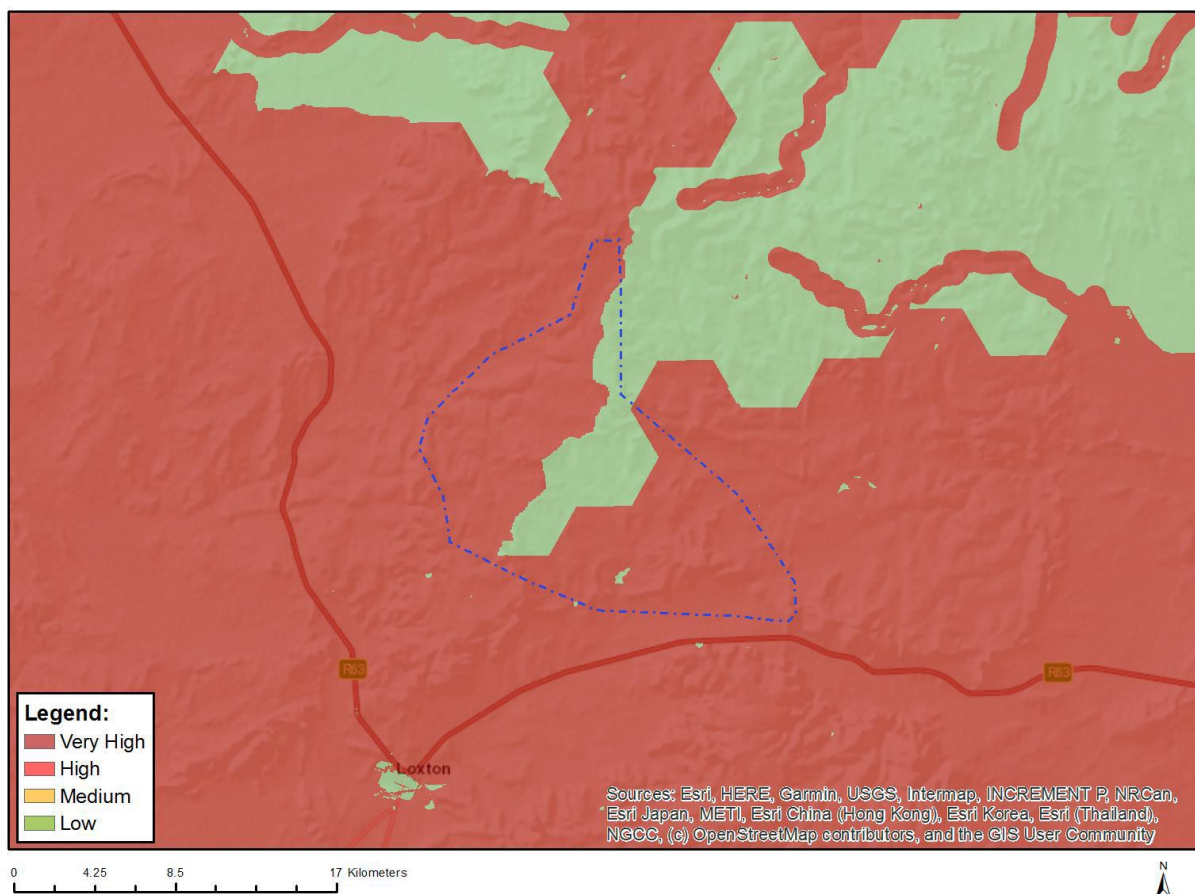 R63
R63
Loxton
Legend:
Very High
High
Medium
Low
Sources: Esri, HERE, Garmin, USGS, Intermap, INCREMENT P, NRCan,
Esri Japan, METI, Esri China (Hong Kong), Esri Korea, Esri (Thailand),
NGCC, (c) OpenStreetMap contributors, and the GIS User Community
0 4.25 8.5 17 Kilometers
N